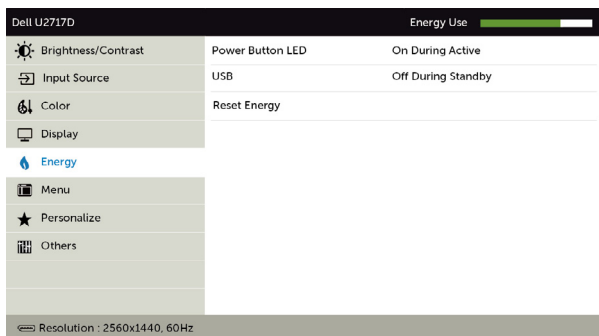 Dell U2717D Energy Use
Brightness/Contrast Power Button LED On During Active
Input Source USB Off During Standby
Color Reset Energy
Display
Energy
Menu
Personalize
Others
Resolution : 2560x1440, 60Hz